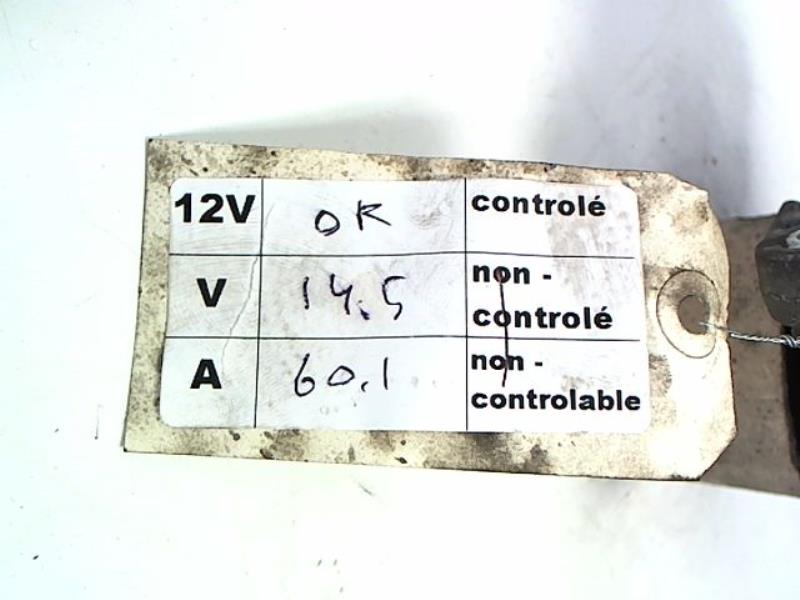 12V OK controlé
V 14.5 non -
controlé
A 60.1 non -
controlable